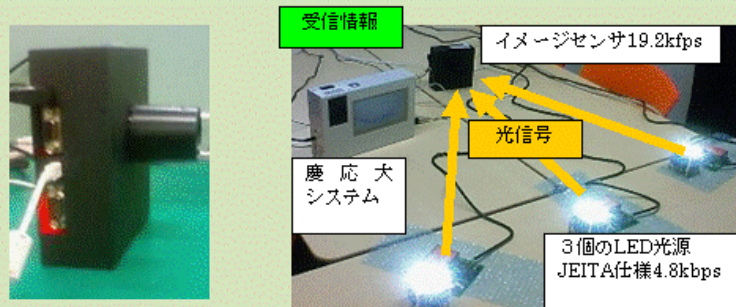 受信情報
イメージセンサ19.2kfps
光信号
慶応大
システム
３個のLED光源
JEITA仕様4.8kbps